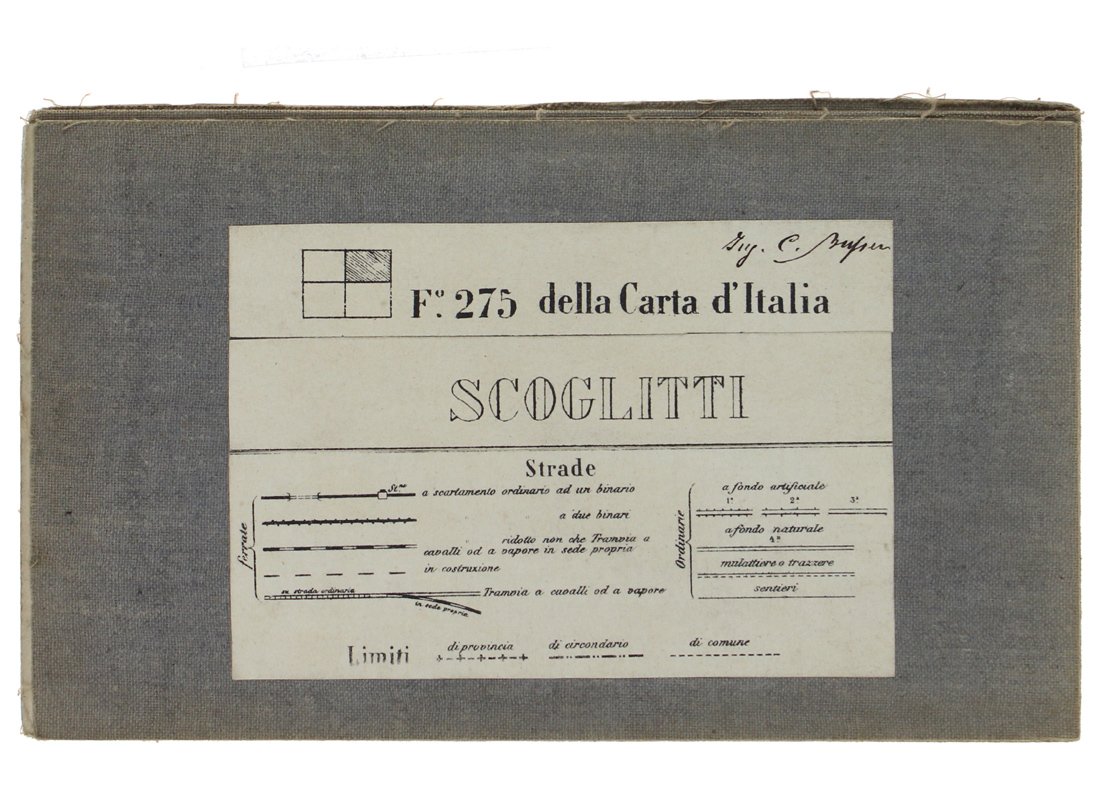 Ing. C.
F.º 275 della Carta d'Italia
SCOGLITTI
Strade
ferrate
St.ne
a scartamento ordinario ad un binario
a due binari
ridotto non che Tramvia a
cavalli od a vapore in sede propria
in costruzione
su strada ordinaria
in sede propria
Tramvia a cavalli od a vapore
Ordinarie
a fondo artificiale
1ª 2ª 3ª
a fondo naturale
4ª
mulattiere o trazzere
sentieri
Limiti
di provincia
di circondario
di comune